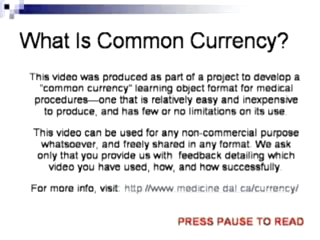 What Is Common Currency?
This video was produced as part of a project to develop a
"common currency" learning object format for medical
procedures—one that is relatively easy and inexpensive
to produce, and has few or no limitations on its use.
This video can be used for any non-commercial purpose
whatsoever, and freely shared in any format. We ask
only that you provide us with feedback detailing which
video you have used, how, and how successfully.
For more info, visit: http://www.medicine.dal.ca/currency/
PRESS PAUSE TO READ